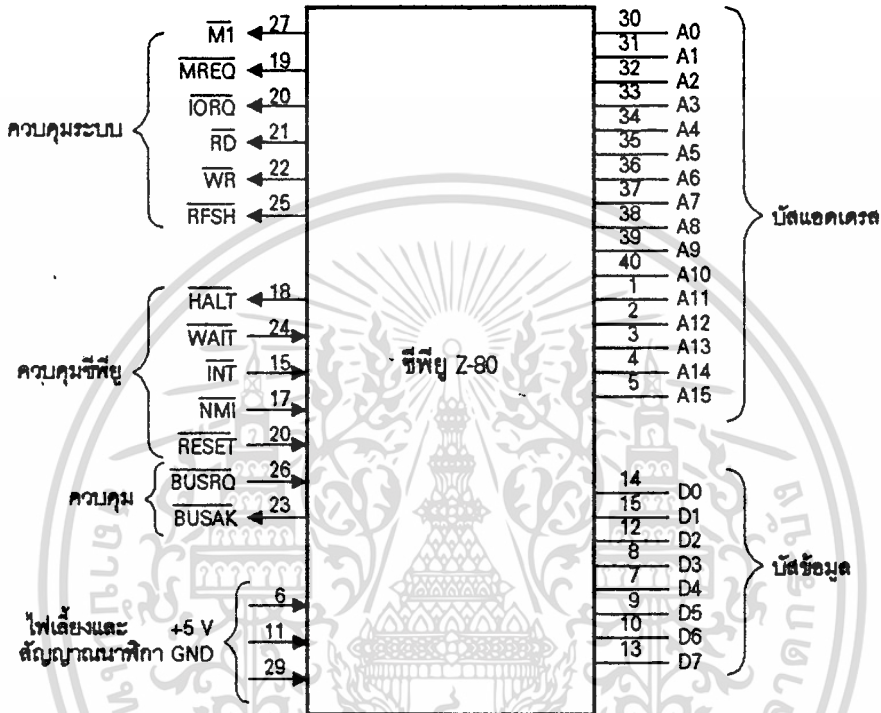 M1 27
MREQ 19
IORQ 20
RD 21
WR 22
RFSH 25
ควบคุมระบบ
HALT 18
WAIT 24
INT 15
NMI 17
RESET 20
ควบคุมซีพียู
BUSRQ 26
BUSAK 23
ควบคุม
6
+5 V 11
GND 29
ไฟเลี้ยงและ
สัญญาณนาฬิกา
ซีพียู Z-80
30 A0
31 A1
32 A2
33 A3
34 A4
35 A5
36 A6
37 A7
38 A8
39 A9
40 A10
1 A11
2 A12
3 A13
4 A14
5 A15
บัสแอดเดรส
14 D0
15 D1
12 D2
8 D3
7 D4
9 D5
10 D6
13 D7
บัสข้อมูล